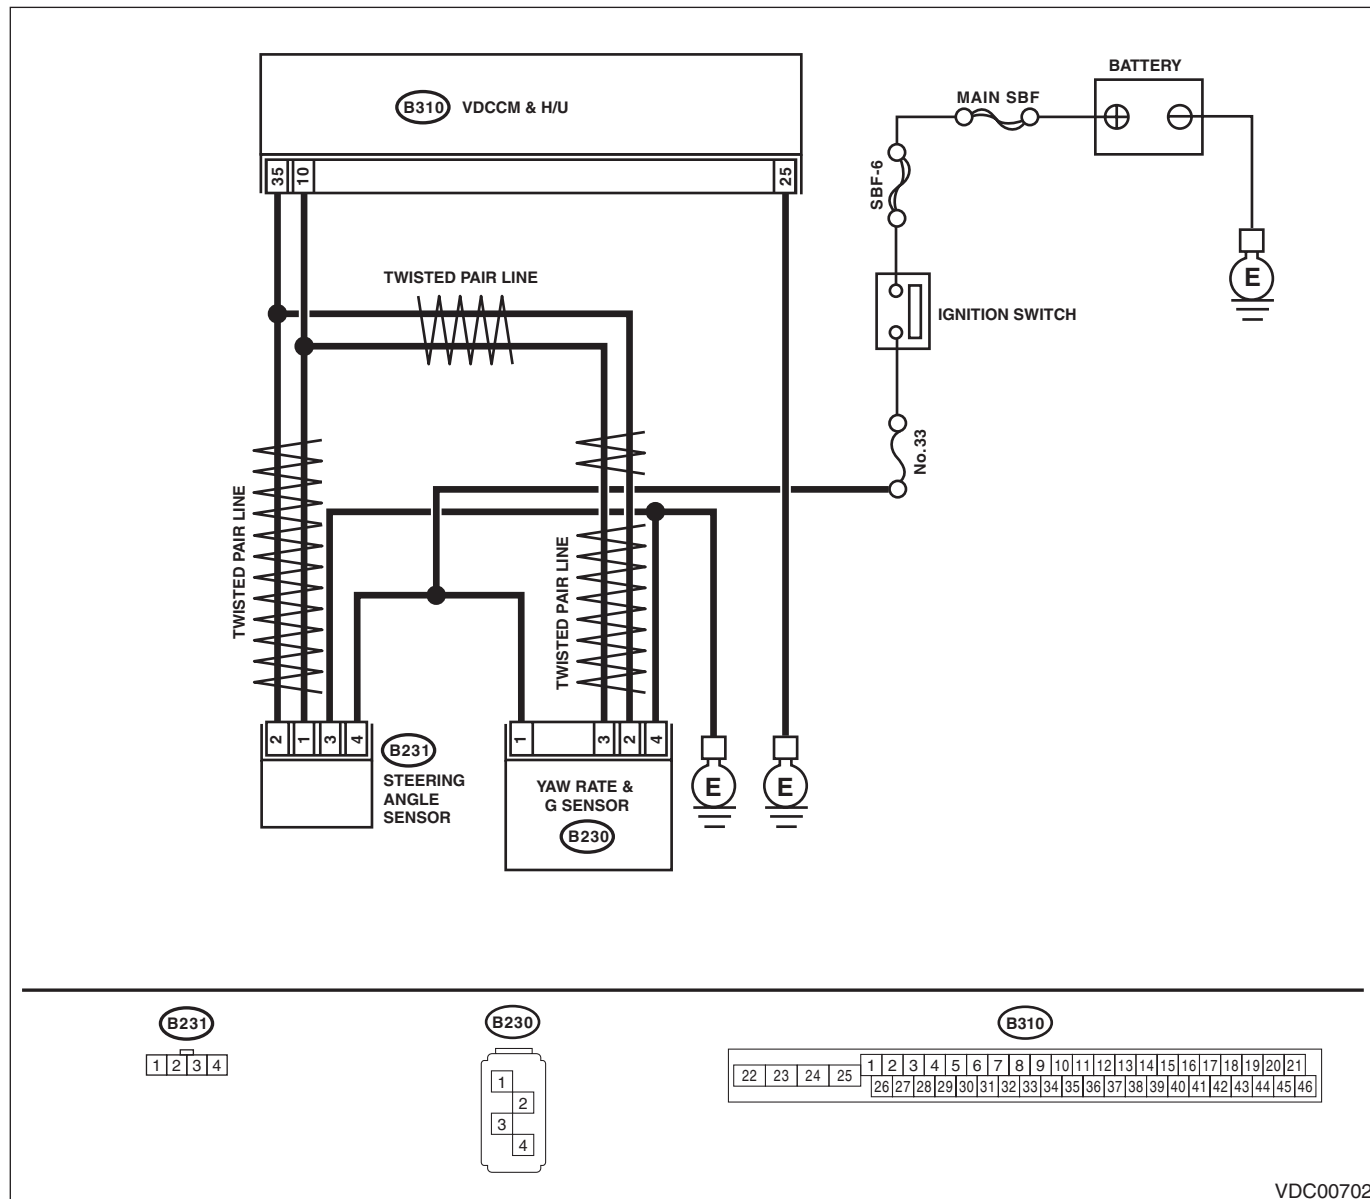 BATTERY
MAIN SBF
B310 VDCCM & H/U
35 10 25
SBF-6
E
TWISTED PAIR LINE
IGNITION SWITCH
No.33
TWISTED PAIR LINE
TWISTED PAIR LINE
2 1 3 4
1 3 2 4
B231
STEERING
ANGLE
SENSOR
YAW RATE &
G SENSOR
B230
E
E
B231
1 2 3 4
B230
1
2
3
4
B310
22 23 24 25
1 2 3 4 5 6 7 8 9 10 11 12 13 14 15 16 17 18 19 20 21
26 27 28 29 30 31 32 33 34 35 36 37 38 39 40 41 42 43 44 45 46
VDC00702